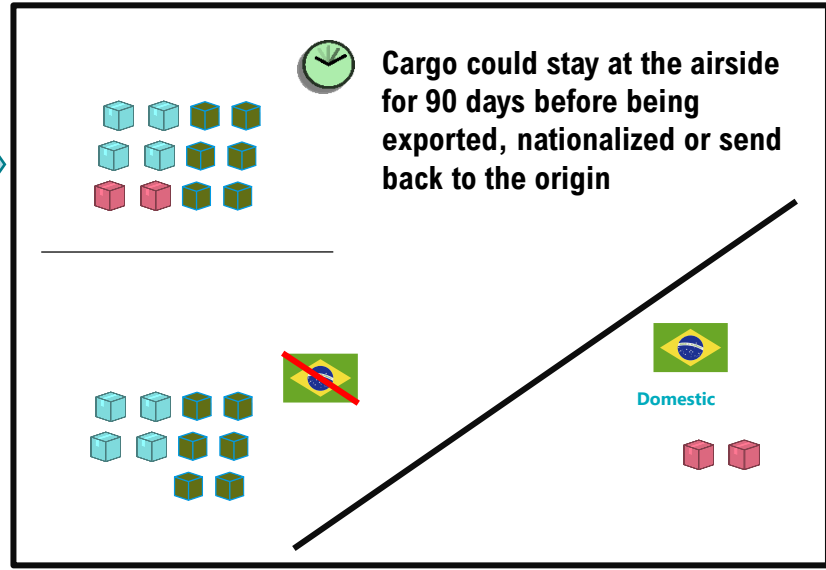 Cargo could stay at the airside
for 90 days before being
exported, nationalized or send
back to the origin
Domestic